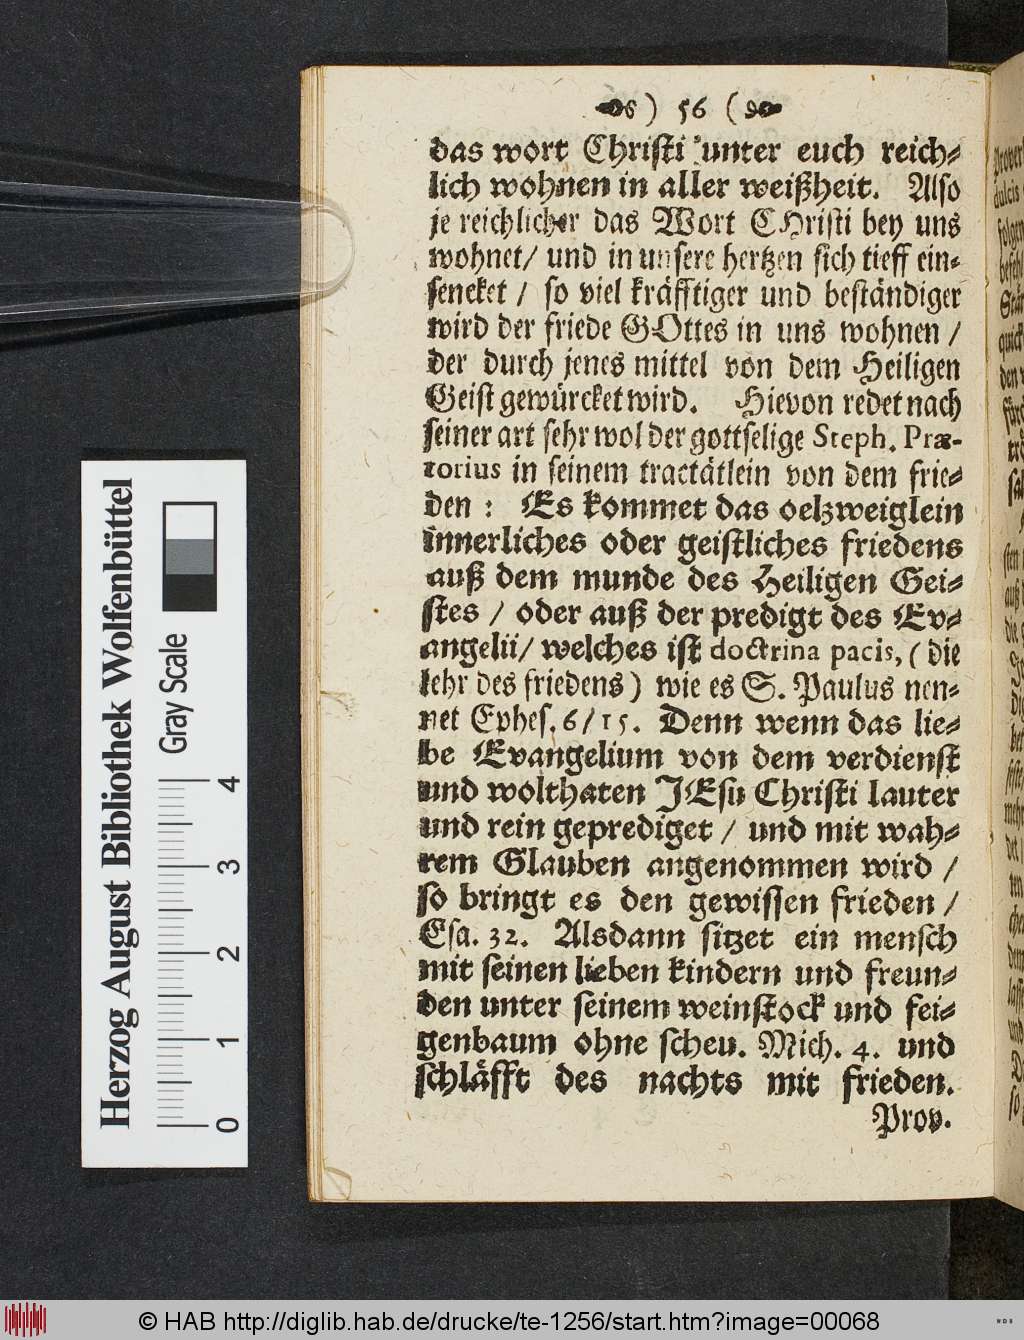 ) 56 (
das wort Christi unter euch reich⸗
lich wohnen in aller weißheit. Also
je reichlicher das Wort CHristi bey uns
wohnet/ und in unsere hertzen sich tieff ein⸗
sencket / so viel kräfftiger und beständiger
wird der friede GOttes in uns wohnen /
der durch jenes mittel von dem Heiligen
Geist gewürcket wird. Hievon redet nach
seiner art sehr wol der gottselige Steph. Præ-
torius in seinem tractätlein von dem frie⸗
den : Es kommet das oelzweiglein
innerliches oder geistliches friedens
auß dem munde des Heiligen Gei⸗
stes / oder auß der predigt des Ev⸗
angelii/ welches ist doctrina pacis, ( die
lehr des friedens ) wie es S. Paulus nen⸗
net Ephes. 6/15. Denn wenn das lie⸗
be Evangelium von dem verdienst
und wolthaten JEsu Christi lauter
und rein geprediget / und mit wah⸗
rem Glauben angenommen wird /
so bringt es den gewissen frieden /
Esa. 32. Alsdann sitzet ein mensch
mit seinen lieben kindern und freun⸗
den unter seinem weinstock und fei⸗
genbaum ohne scheu. Mich. 4. und
schläfft des nachts mit frieden.
Prov.
Herzog August Bibliothek Wolfenbüttel
Gray Scale
0 1 2 3 4
© HAB http://diglib.hab.de/drucke/te-1256/start.htm?image=00068